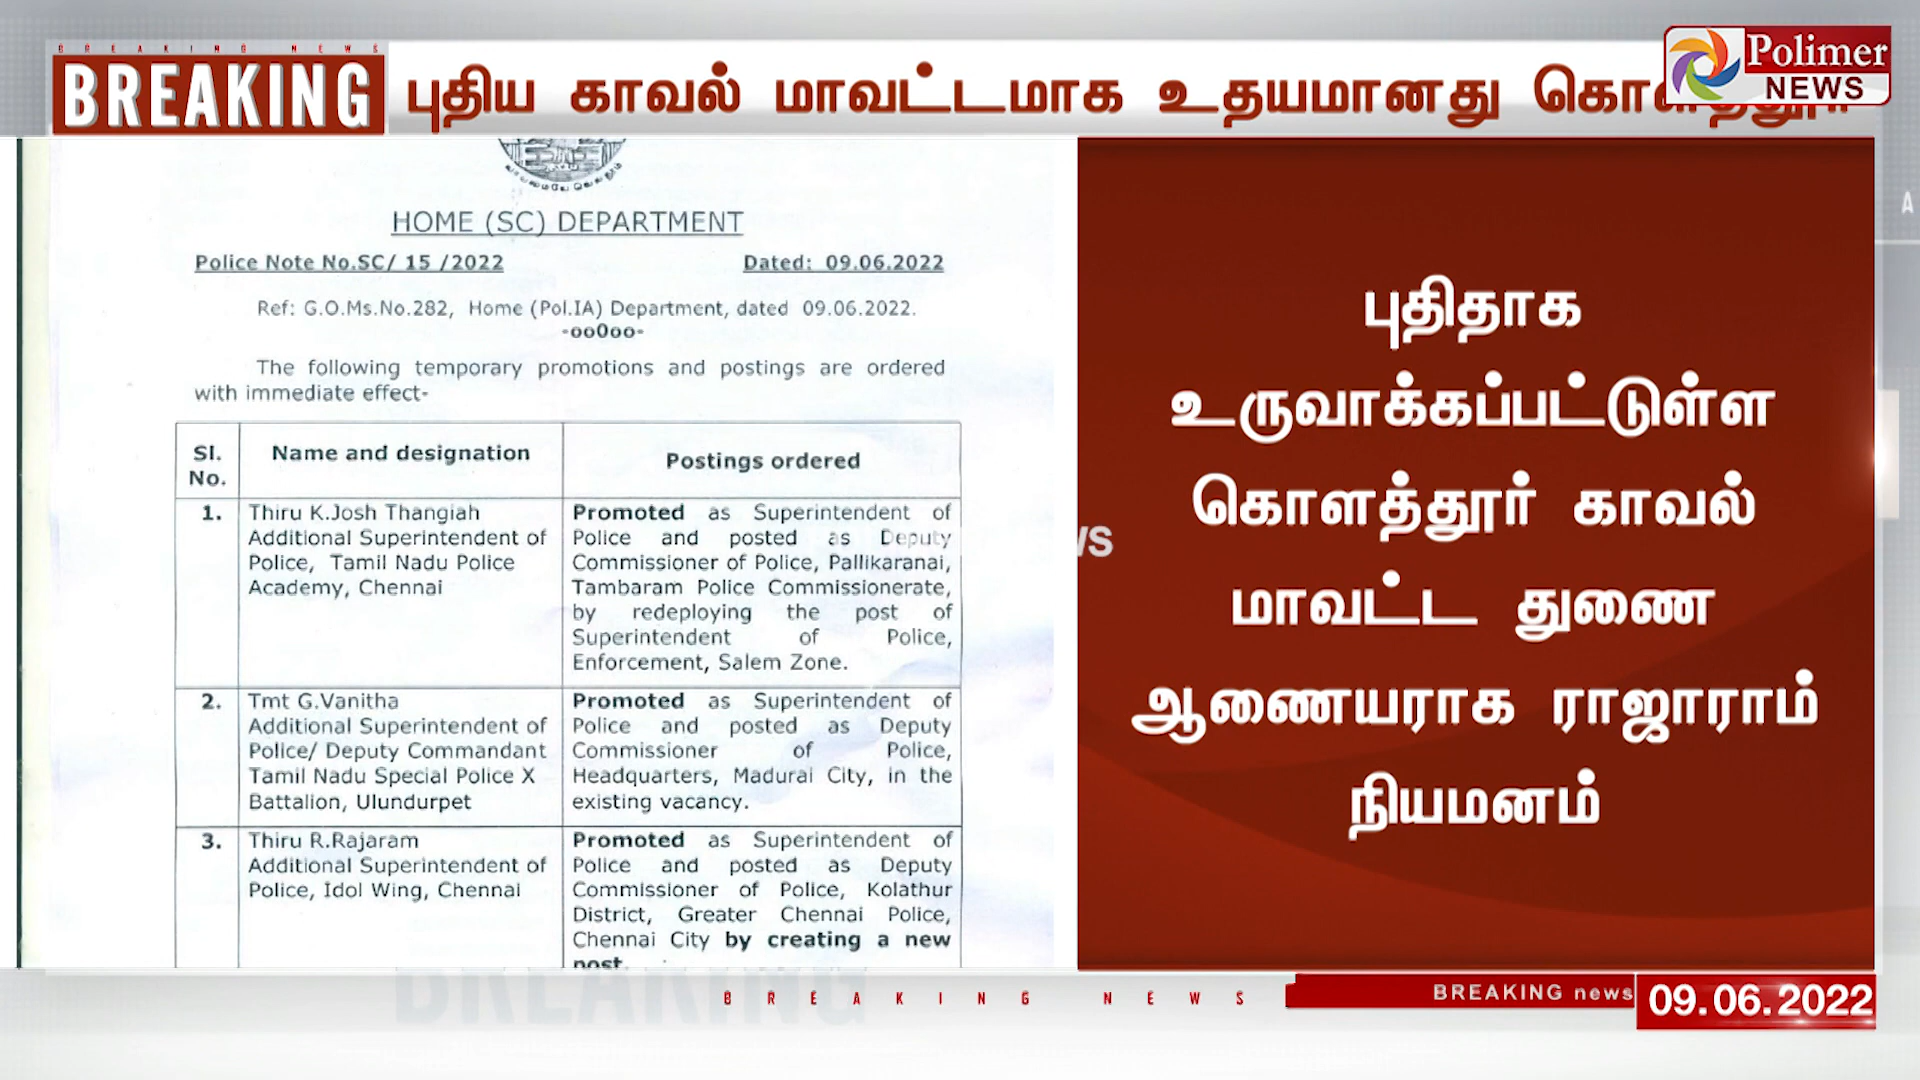 BREAKING NEWS
BREAKING
புதிய காவல் மாவட்டமாக உதயமானது
Polimer
NEWS
HOME (SC) DEPARTMENT
Police Note No.SC/ 15 /2022 Dated: 09.06.2022
Ref: G.O.Ms.No.282, Home (Pol.IA) Department, dated 09.06.2022.
-oo0oo-
The following temporary promotions and postings are ordered
with immediate effect-
Sl. No. Name and designation Postings ordered
1. Thiru K.Josh Thangiah
Additional Superintendent of
Police, Tamil Nadu Police
Academy, Chennai
Promoted as Superintendent of
Police and posted as Deputy
Commissioner of Police, Pallikaranai,
Tambaram Police Commissionerate,
by redeploying the post of
Superintendent of Police,
Enforcement, Salem Zone.
2. Tmt G.Vanitha
Additional Superintendent of
Police/ Deputy Commandant
Tamil Nadu Special Police X
Battalion, Ulundurpet
Promoted as Superintendent of
Police and posted as Deputy
Commissioner of Police,
Headquarters, Madurai City, in the
existing vacancy.
3. Thiru R.Rajaram
Additional Superintendent of
Police, Idol Wing, Chennai
Promoted as Superintendent of
Police and posted as Deputy
Commissioner of Police, Kolathur
District, Greater Chennai Police,
Chennai City by creating a new
post.
புதிதாக
உருவாக்கப்பட்டுள்ள
கொளத்தூர் காவல்
மாவட்ட துணை
ஆணையராக ராஜாராம்
நியமனம்
BREAKING NEWS
BREAKING news
09.06.2022